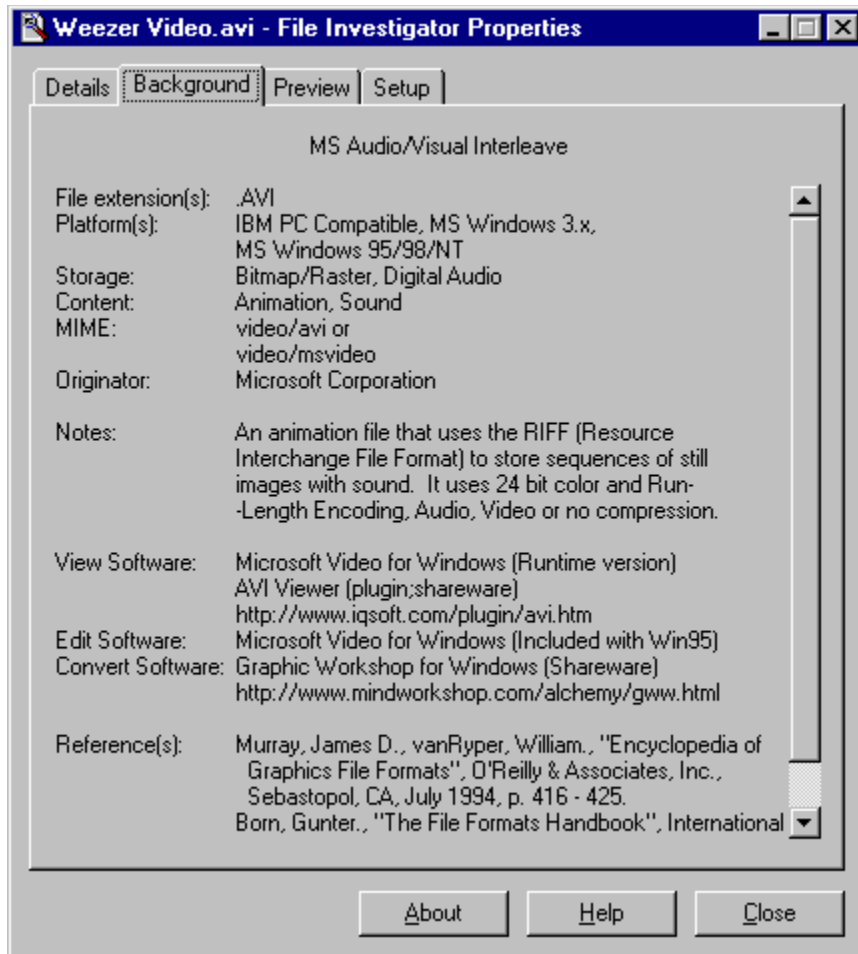 Weezer Video.avi - File Investigator Properties
Details Background Preview Setup
MS Audio/Visual Interleave
File extension(s): .AVI
Platform(s): IBM PC Compatible, MS Windows 3.x,
MS Windows 95/98/NT
Storage: Bitmap/Raster, Digital Audio
Content: Animation, Sound
MIME: video/avi or
video/msvideo
Originator: Microsoft Corporation
Notes: An animation file that uses the RIFF (Resource
Interchange File Format) to store sequences of still
images with sound.  It uses 24 bit color and Run-
-Length Encoding, Audio, Video or no compression.
View Software: Microsoft Video for Windows (Runtime version)
AVI Viewer (plugin;shareware)
http://www.iqsoft.com/plugin/avi.htm
Edit Software: Microsoft Video for Windows (Included with Win95)
Convert Software: Graphic Workshop for Windows (Shareware)
http://www.mindworkshop.com/alchemy/gww.html
Reference(s): Murray, James D., vanRyper, William., "Encyclopedia of
Graphics File Formats", O'Reilly & Associates, Inc.,
Sebastopol, CA, July 1994, p. 416 - 425.
Born, Gunter., "The File Formats Handbook", International
About Help Close